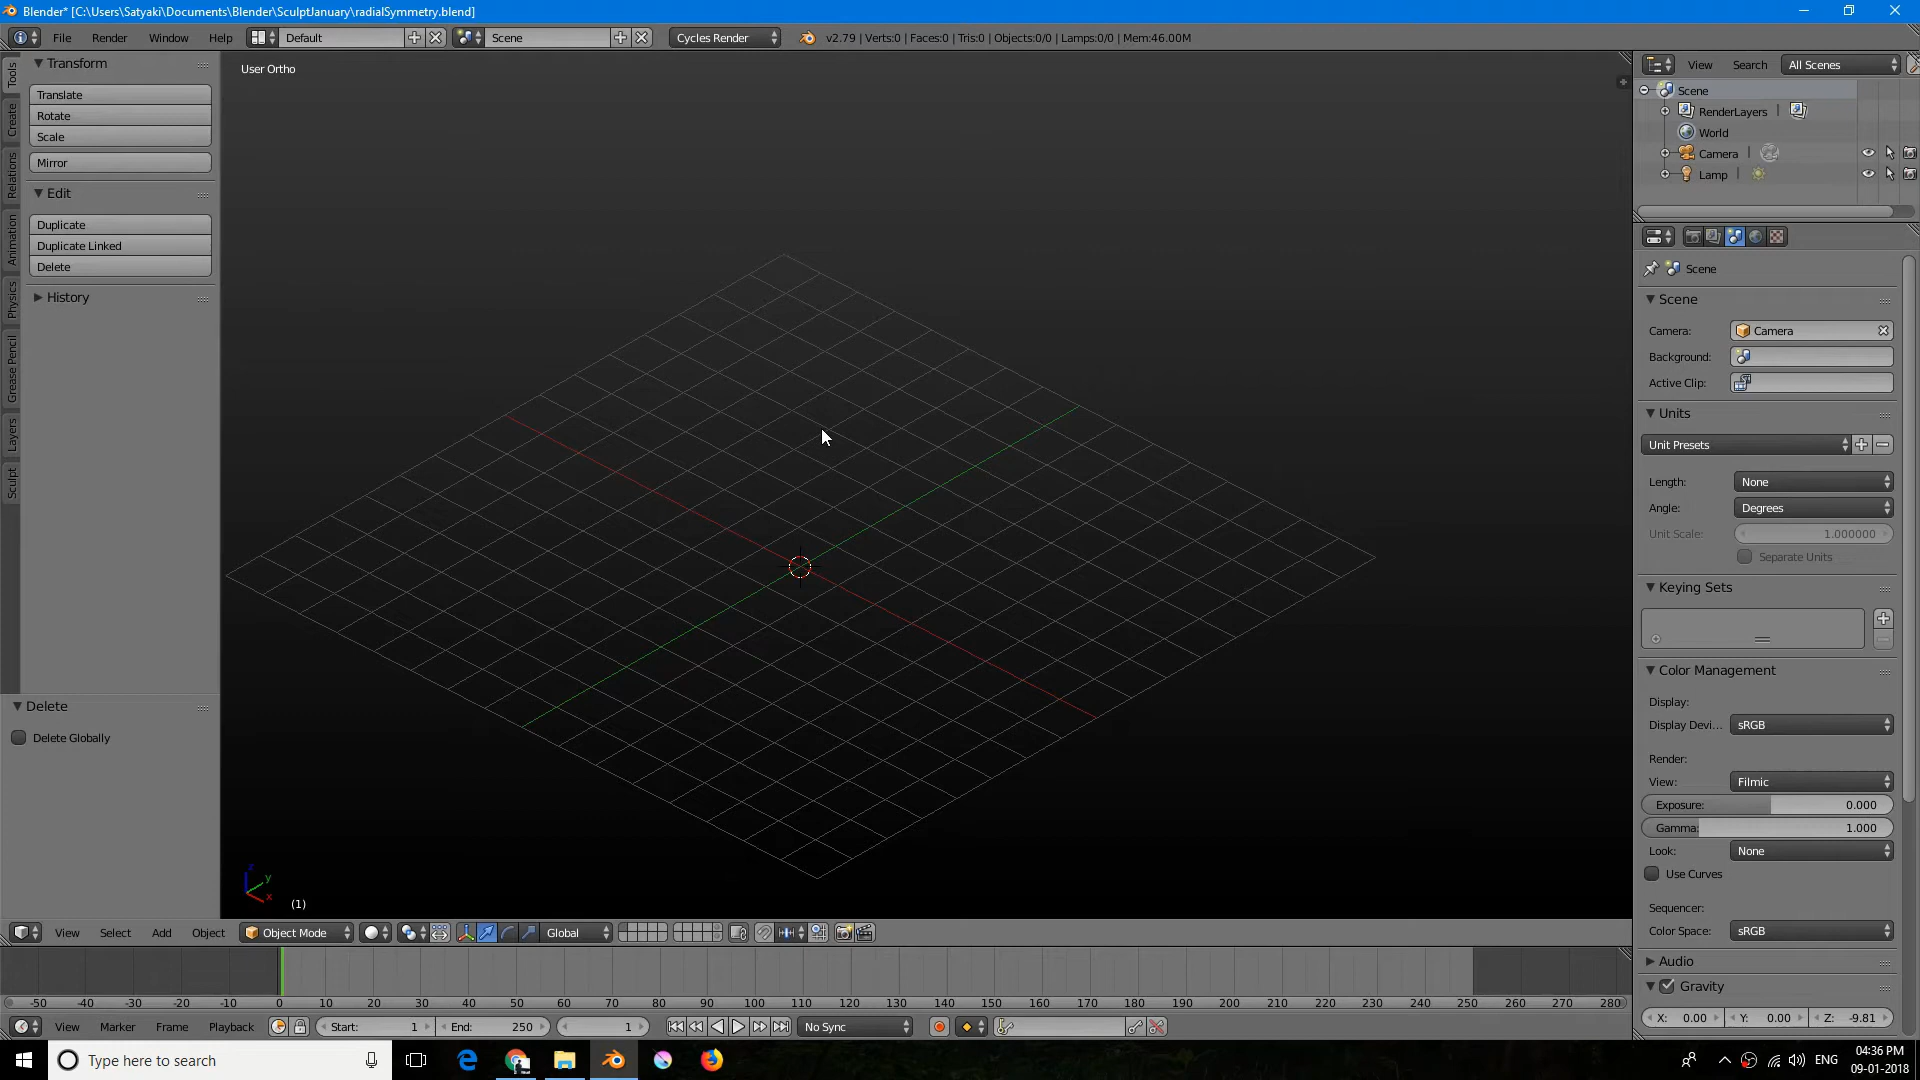 Blender* [C:\Users\Satyaki\Documents\Blender\SculptJanuary\radialSymmetry.blend]
File Render Window Help Default Scene Cycles Render v2.79 | Verts:0 | Faces:0 | Tris:0 | Objects:0/0 | Lamps:0/0 | Mem:46.00M
Tools
Create
Relations
Animation
Physics
Grease Pencil
Layers
Sculpt
Transform
Translate
Rotate
Scale
Mirror
Edit
Duplicate
Duplicate Linked
Delete
History
Delete
Delete Globally
User Ortho
z
y
x
(1)
View Search All Scenes
Scene
RenderLayers |
World
Camera |
Lamp |
Scene
Scene
Camera: Camera
Background:
Active Clip:
Units
Unit Presets
Length: None
Angle: Degrees
Unit Scale: 1.000000
Separate Units
Keying Sets
Color Management
Display:
Display Devi... sRGB
Render:
View: Filmic
Exposure: 0.000
Gamma: 1.000
Look: None
Use Curves
Sequencer:
Color Space: sRGB
Audio
Gravity
X: 0.00 Y: 0.00 Z: -9.81
View Select Add Object Object Mode Global
-50 -40 -30 -20 -10 0 10 20 30 40 50 60 70 80 90 100 110 120 130 140 150 160 170 180 190 200 210 220 230 240 250 260 270 280
View Marker Frame Playback Start: 1 End: 250 1 No Sync
Type here to search
ENG
04:36 PM
09-01-2018